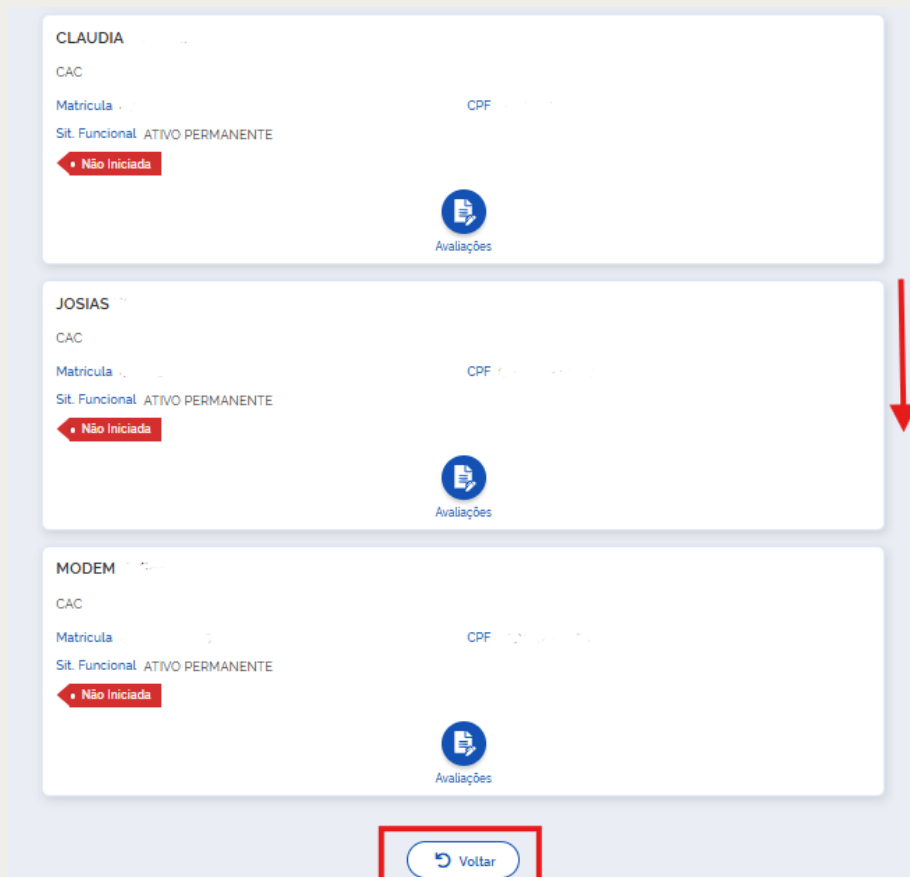 CLAUDIA
CAC
Matricula CPF
Sit. Funcional ATIVO PERMANENTE
Não Iniciada
Avaliações
JOSIAS
CAC
Matricula CPF
Sit. Funcional ATIVO PERMANENTE
Não Iniciada
Avaliações
MODEM
CAC
Matricula CPF
Sit. Funcional ATIVO PERMANENTE
Não Iniciada
Avaliações
Voltar